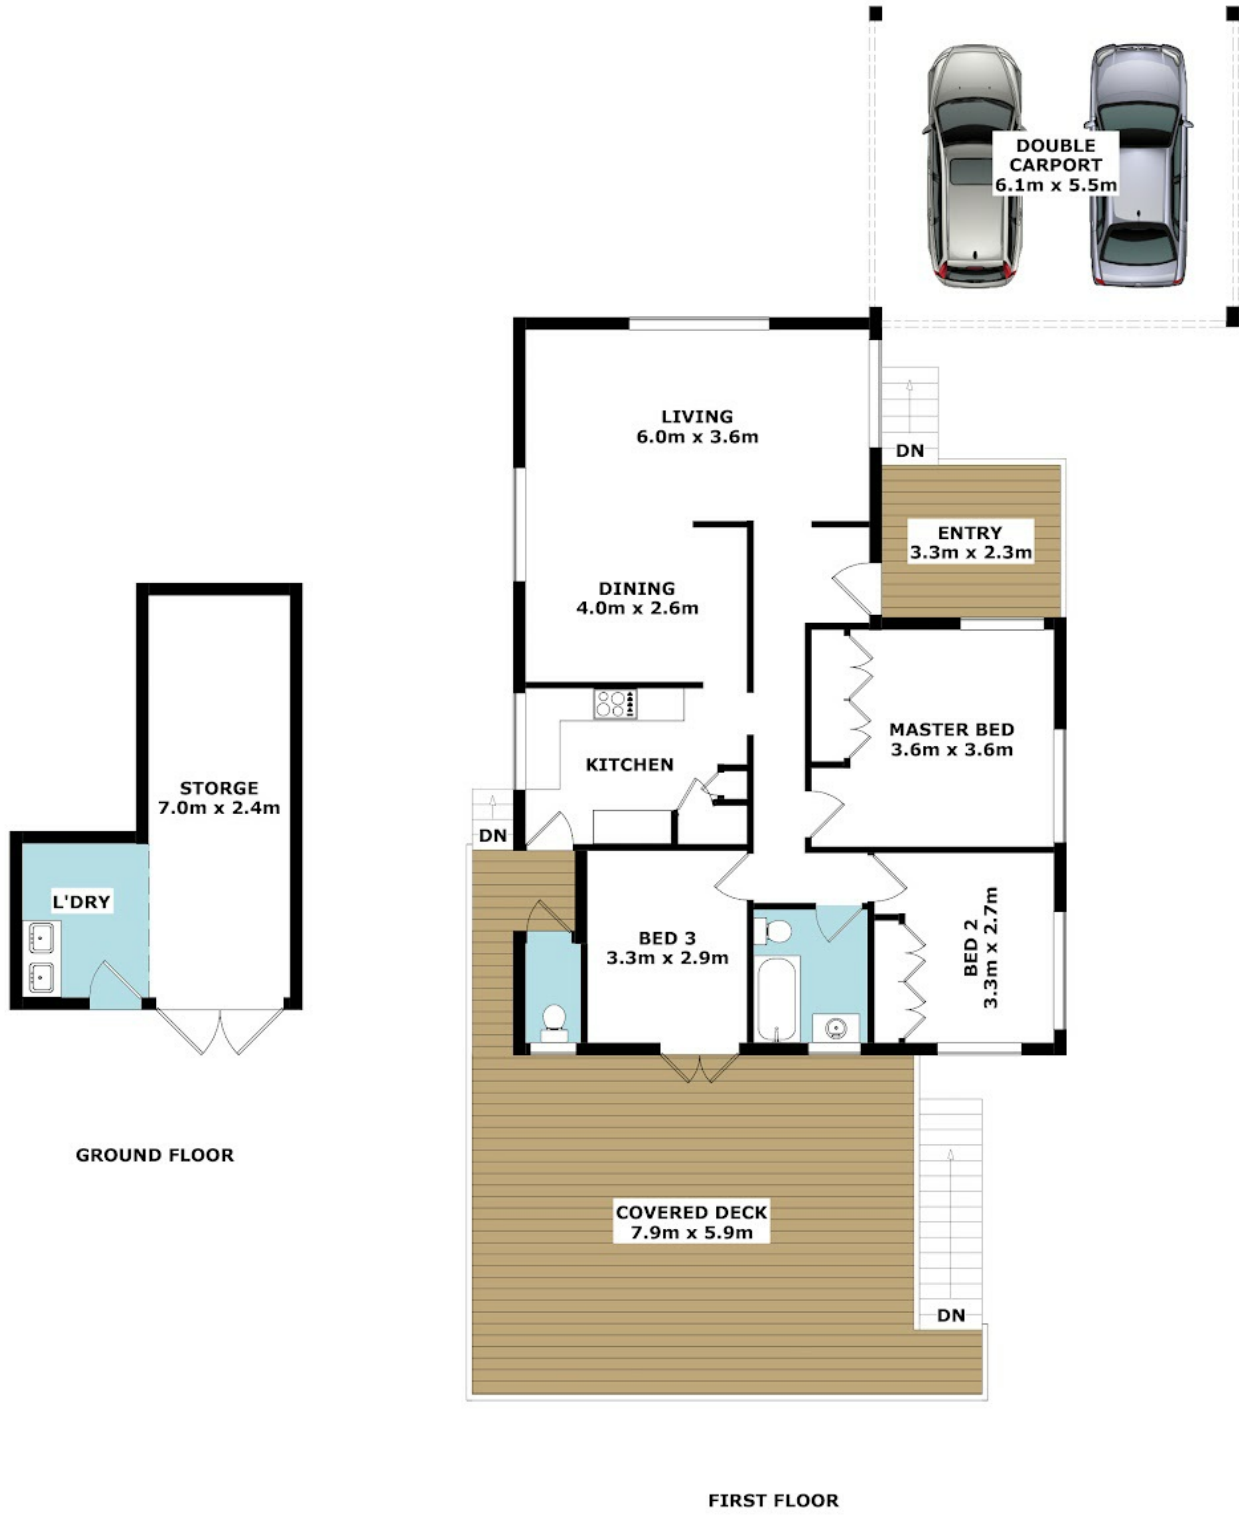 DOUBLE
CARPORT
6.1m x 5.5m
LIVING
6.0m x 3.6m
DN
ENTRY
3.3m x 2.3m
DINING
4.0m x 2.6m
MASTER BED
3.6m x 3.6m
KITCHEN
STORGE
7.0m x 2.4m
DN
L'DRY
BED 3
3.3m x 2.9m
BED 2
3.3m x 2.7m
GROUND FLOOR
COVERED DECK
7.9m x 5.9m
DN
FIRST FLOOR